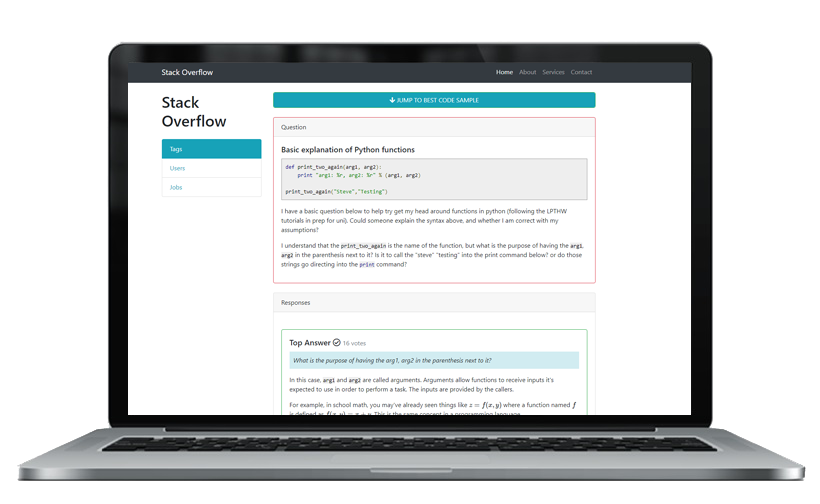 Stack Overflow
Home About Services Contact
Stack
Overflow
Tags
Users
Jobs
JUMP TO BEST CODE SAMPLE
Question
Basic explanation of Python functions
def print_two_again(arg1, arg2):
print "arg1: %r, arg2: %r" % (arg1, arg2)
print_two_again("Steve","Testing")
I have a basic question below to help try get my head around functions in python (following the LPTHW
tutorials in prep for uni). Could someone explain the syntax above, and whether I am correct with my
assumptions?
I understand that the print_two_again is the name of the function, but what is the purpose of having the arg1,
arg2 in the parenthesis next to it? Is it to call the "steve" "testing" into the print command below? or do those
strings go directing into the print command?
Responses
Top Answer 16 votes
What is the purpose of having the arg1, arg2 in the parenthesis next to it?
In this case, arg1 and arg2 are called arguments. Arguments allow functions to receive inputs it's
expected to use in order to perform a task. The inputs are provided by the callers.
For example, in school math, you may've already seen things like z = f(x, y) where a function named f
is defined as f(x, y) = x + y. This is the same concept in a programming language.